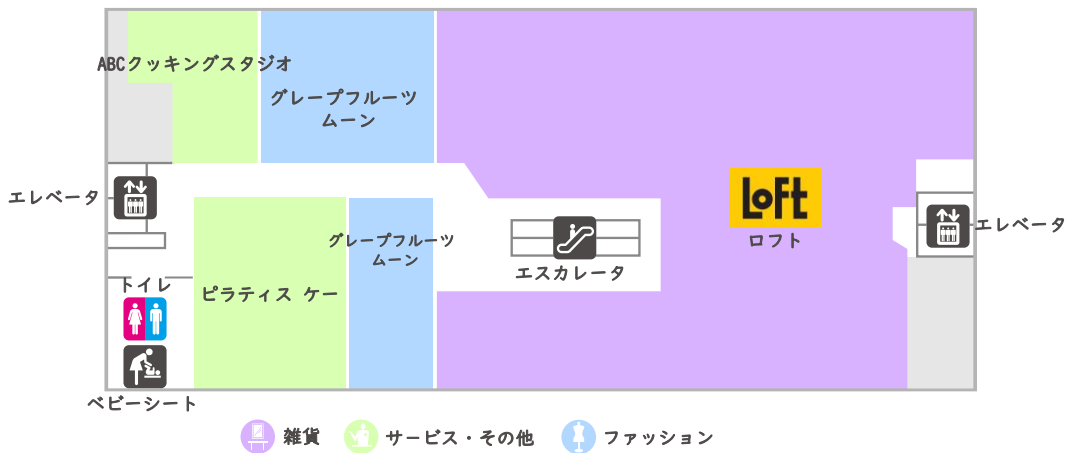 ABCクッキングスタジオ
グレープフルーツ
ムーン
エレベータ
LOFT
ロフト
エレベータ
グレープフルーツ
ムーン
エスカレータ
トイレ
ピラティス ケー
ベビーシート
雑貨
サービス・その他
ファッション